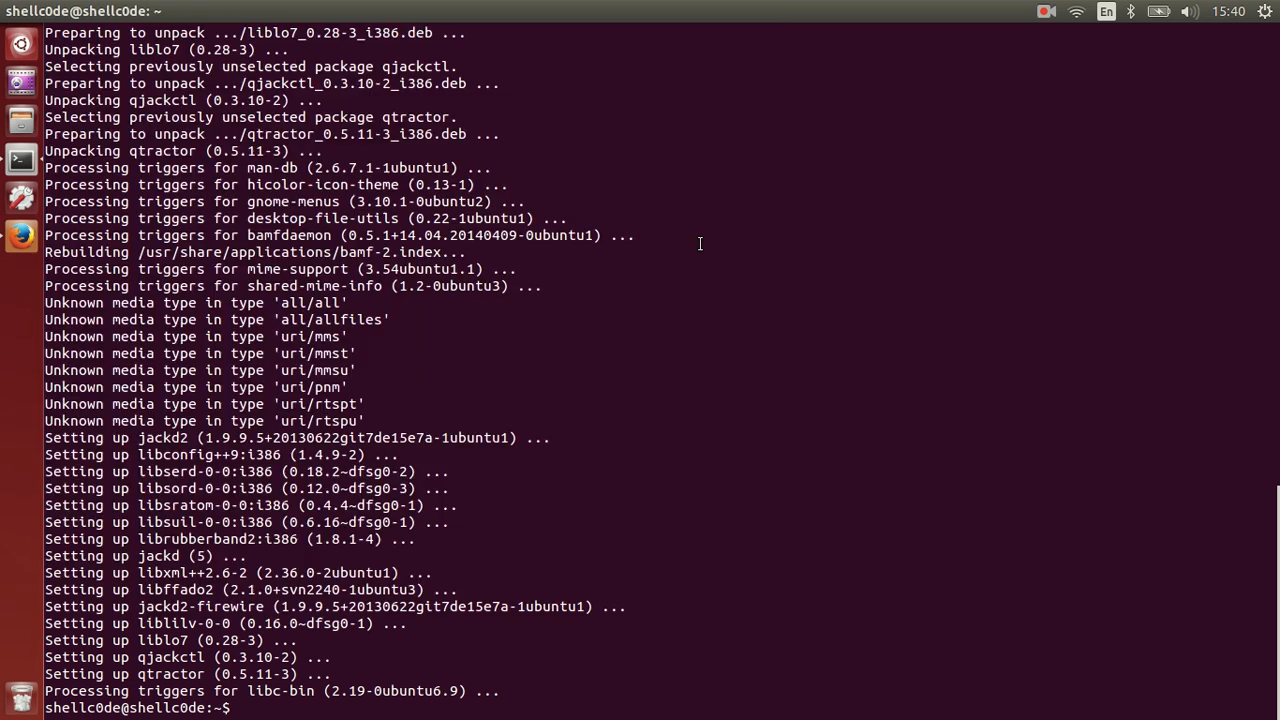 shellc0de@shellc0de: ~
En
15:40
Preparing to unpack .../liblo7_0.28-3_i386.deb ...
Unpacking liblo7 (0.28-3) ...
Selecting previously unselected package qjackctl.
Preparing to unpack .../qjackctl_0.3.10-2_i386.deb ...
Unpacking qjackctl (0.3.10-2) ...
Selecting previously unselected package qtractor.
Preparing to unpack .../qtractor_0.5.11-3_i386.deb ...
Unpacking qtractor (0.5.11-3) ...
Processing triggers for man-db (2.6.7.1-1ubuntu1) ...
Processing triggers for hicolor-icon-theme (0.13-1) ...
Processing triggers for gnome-menus (3.10.1-0ubuntu2) ...
Processing triggers for desktop-file-utils (0.22-1ubuntu1) ...
Processing triggers for bamfdaemon (0.5.1+14.04.20140409-0ubuntu1) ...
Rebuilding /usr/share/applications/bamf-2.index...
Processing triggers for mime-support (3.54ubuntu1.1) ...
Processing triggers for shared-mime-info (1.2-0ubuntu3) ...
Unknown media type in type 'all/all'
Unknown media type in type 'all/allfiles'
Unknown media type in type 'uri/mms'
Unknown media type in type 'uri/mmst'
Unknown media type in type 'uri/mmsu'
Unknown media type in type 'uri/pnm'
Unknown media type in type 'uri/rtspt'
Unknown media type in type 'uri/rtspu'
Setting up jackd2 (1.9.9.5+20130622git7de15e7a-1ubuntu1) ...
Setting up libconfig++9:i386 (1.4.9-2) ...
Setting up libserd-0-0:i386 (0.18.2~dfsg0-2) ...
Setting up libsord-0-0:i386 (0.12.0~dfsg0-3) ...
Setting up libsratom-0-0:i386 (0.4.4~dfsg0-1) ...
Setting up libsuil-0-0:i386 (0.6.16~dfsg0-1) ...
Setting up librubberband2:i386 (1.8.1-4) ...
Setting up jackd (5) ...
Setting up libxml++2.6-2 (2.36.0-2ubuntu1) ...
Setting up libffado2 (2.1.0+svn2240-1ubuntu3) ...
Setting up jackd2-firewire (1.9.9.5+20130622git7de15e7a-1ubuntu1) ...
Setting up liblilv-0-0 (0.16.0~dfsg0-1) ...
Setting up liblo7 (0.28-3) ...
Setting up qjackctl (0.3.10-2) ...
Setting up qtractor (0.5.11-3) ...
Processing triggers for libc-bin (2.19-0ubuntu6.9) ...
shellc0de@shellc0de:~$